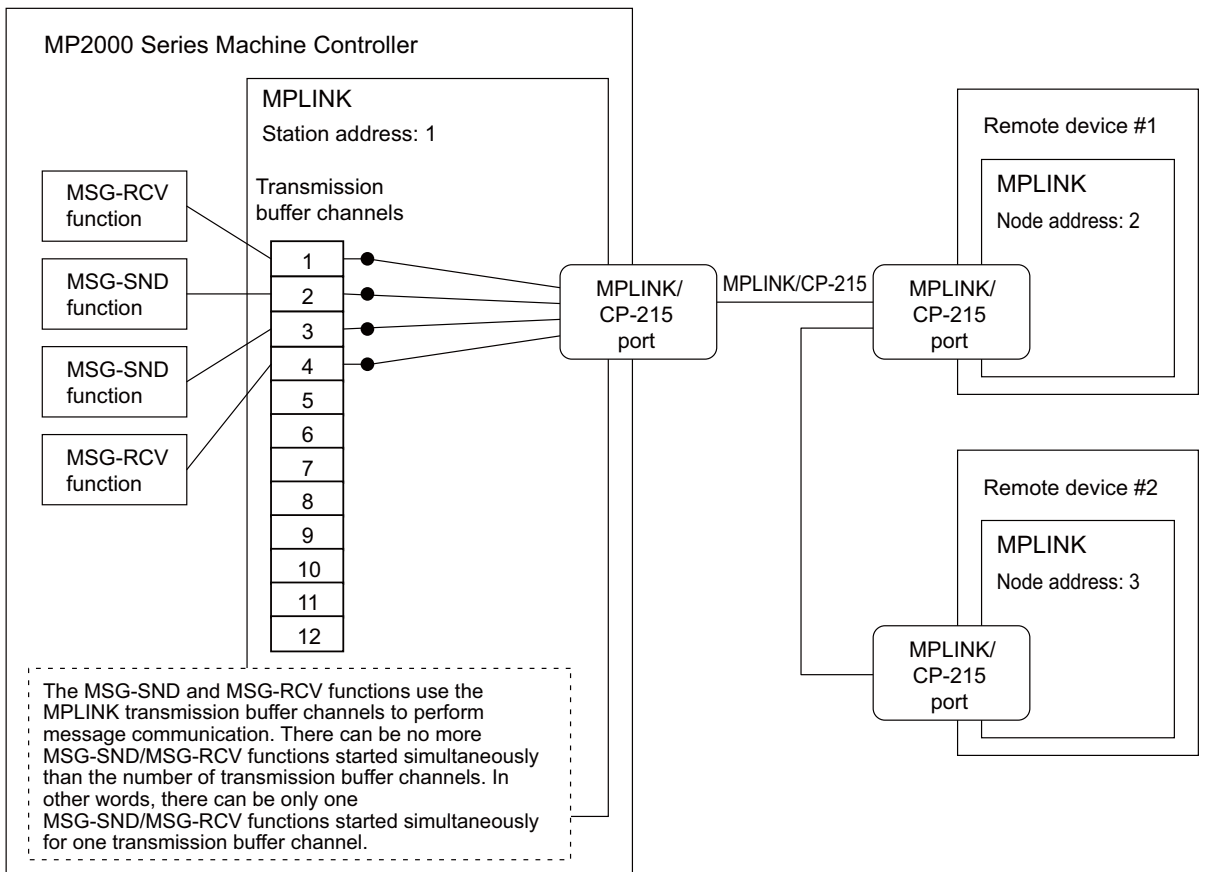 MP2000 Series Machine Controller
MPLINK
Station address: 1
Transmission
buffer channels
MSG-RCV
function
MSG-SND
function
MSG-SND
function
MSG-RCV
function
1
2
3
4
5
6
7
8
9
10
11
12
MPLINK/
CP-215
port
MPLINK/CP-215
Remote device #1
MPLINK
Node address: 2
MPLINK/
CP-215
port
Remote device #2
MPLINK
Node address: 3
MPLINK/
CP-215
port
The MSG-SND and MSG-RCV functions use the
MPLINK transmission buffer channels to perform
message communication. There can be no more
MSG-SND/MSG-RCV functions started simultaneously
than the number of transmission buffer channels. In
other words, there can be only one
MSG-SND/MSG-RCV functions started simultaneously
for one transmission buffer channel.